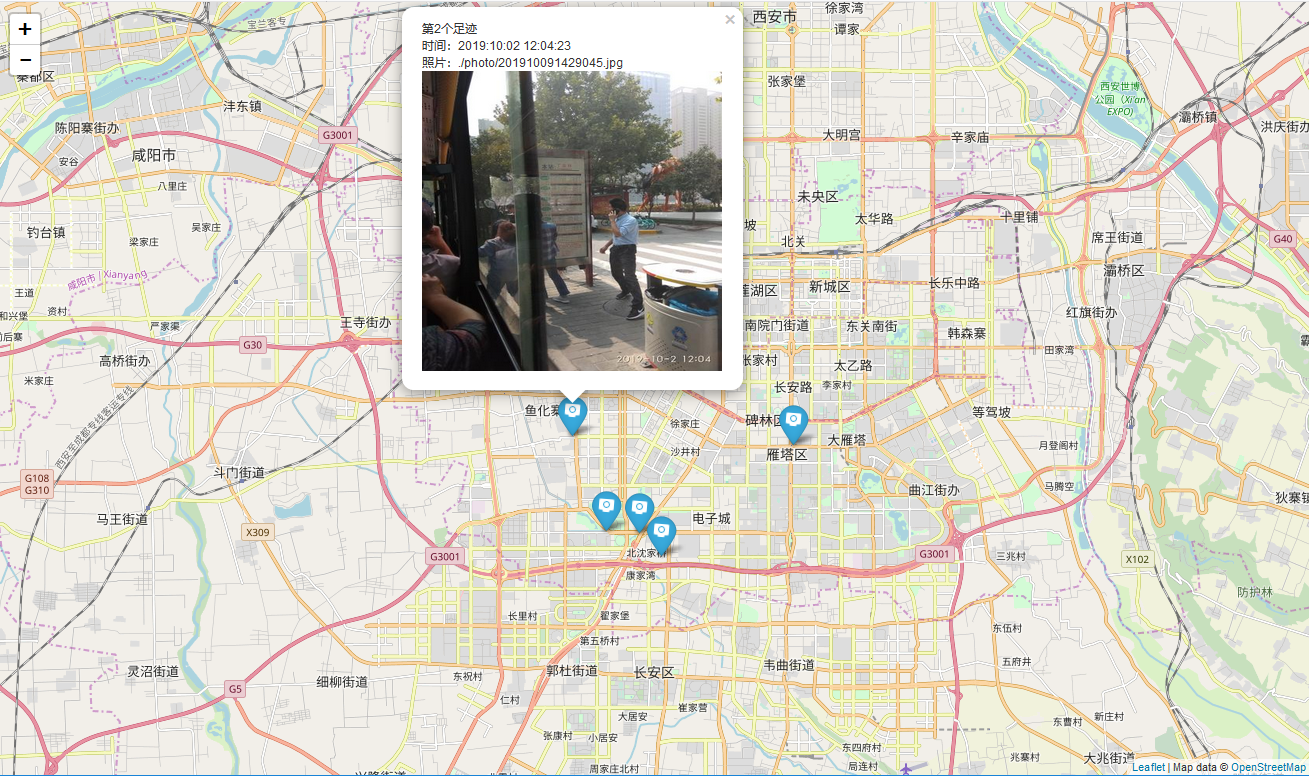 +
−
第2个足迹
时间：2019:10:02 12:04:23
照片：./photo/201910091429045.jpg
×
2019-10-2 12:04
宝兰客专
秦都区
沣东镇
陈阳寨街办
安谷
咸阳市
G3001
八里庄
钓台镇
吴家庄
梁家庄
咸阳市 | Xianyang
王道
资村
和兴堡
严家渠
王寺街办
前后寨
G30
高桥街办
米家庄
西安至成都专线客运专线
G108
G310
斗门街道
马王街道
X309
G3001
灵沼街道
细柳街道
G5
西安市
徐家湾
谭家
张家堡
西安世博
公园（Xi'an
EXPO)
灞桥镇
洪庆街办
大明宫
辛家庙
未央区
太华路
十里铺
北关
席王街道
G40
灞桥区
莲湖区
新城区
长乐中路
红旗街办
南院门街道
东关南街
韩森寨
张家村
太乙路
田家湾
长安路
李家村
鱼化寨
徐家庄
碑林区
等驾坡
沙井村
雁塔区
大雁塔
月登阁村
曲江街办
马腾空
狄寨街
电子城
北沈家桥
G3001
三兆村
X102
康家湾
防护林
长里村
翟家堡
第五桥村
东伍村
郭杜街道
长安区
韦曲街道
五府井
东祝村
仁村
大居安
崔家营
东曹村
新庄村
张康村
小居安
东四府村
兆寨村
大兆街道
周家庄北村
局连村
Leaflet | Map data © OpenStreetMap